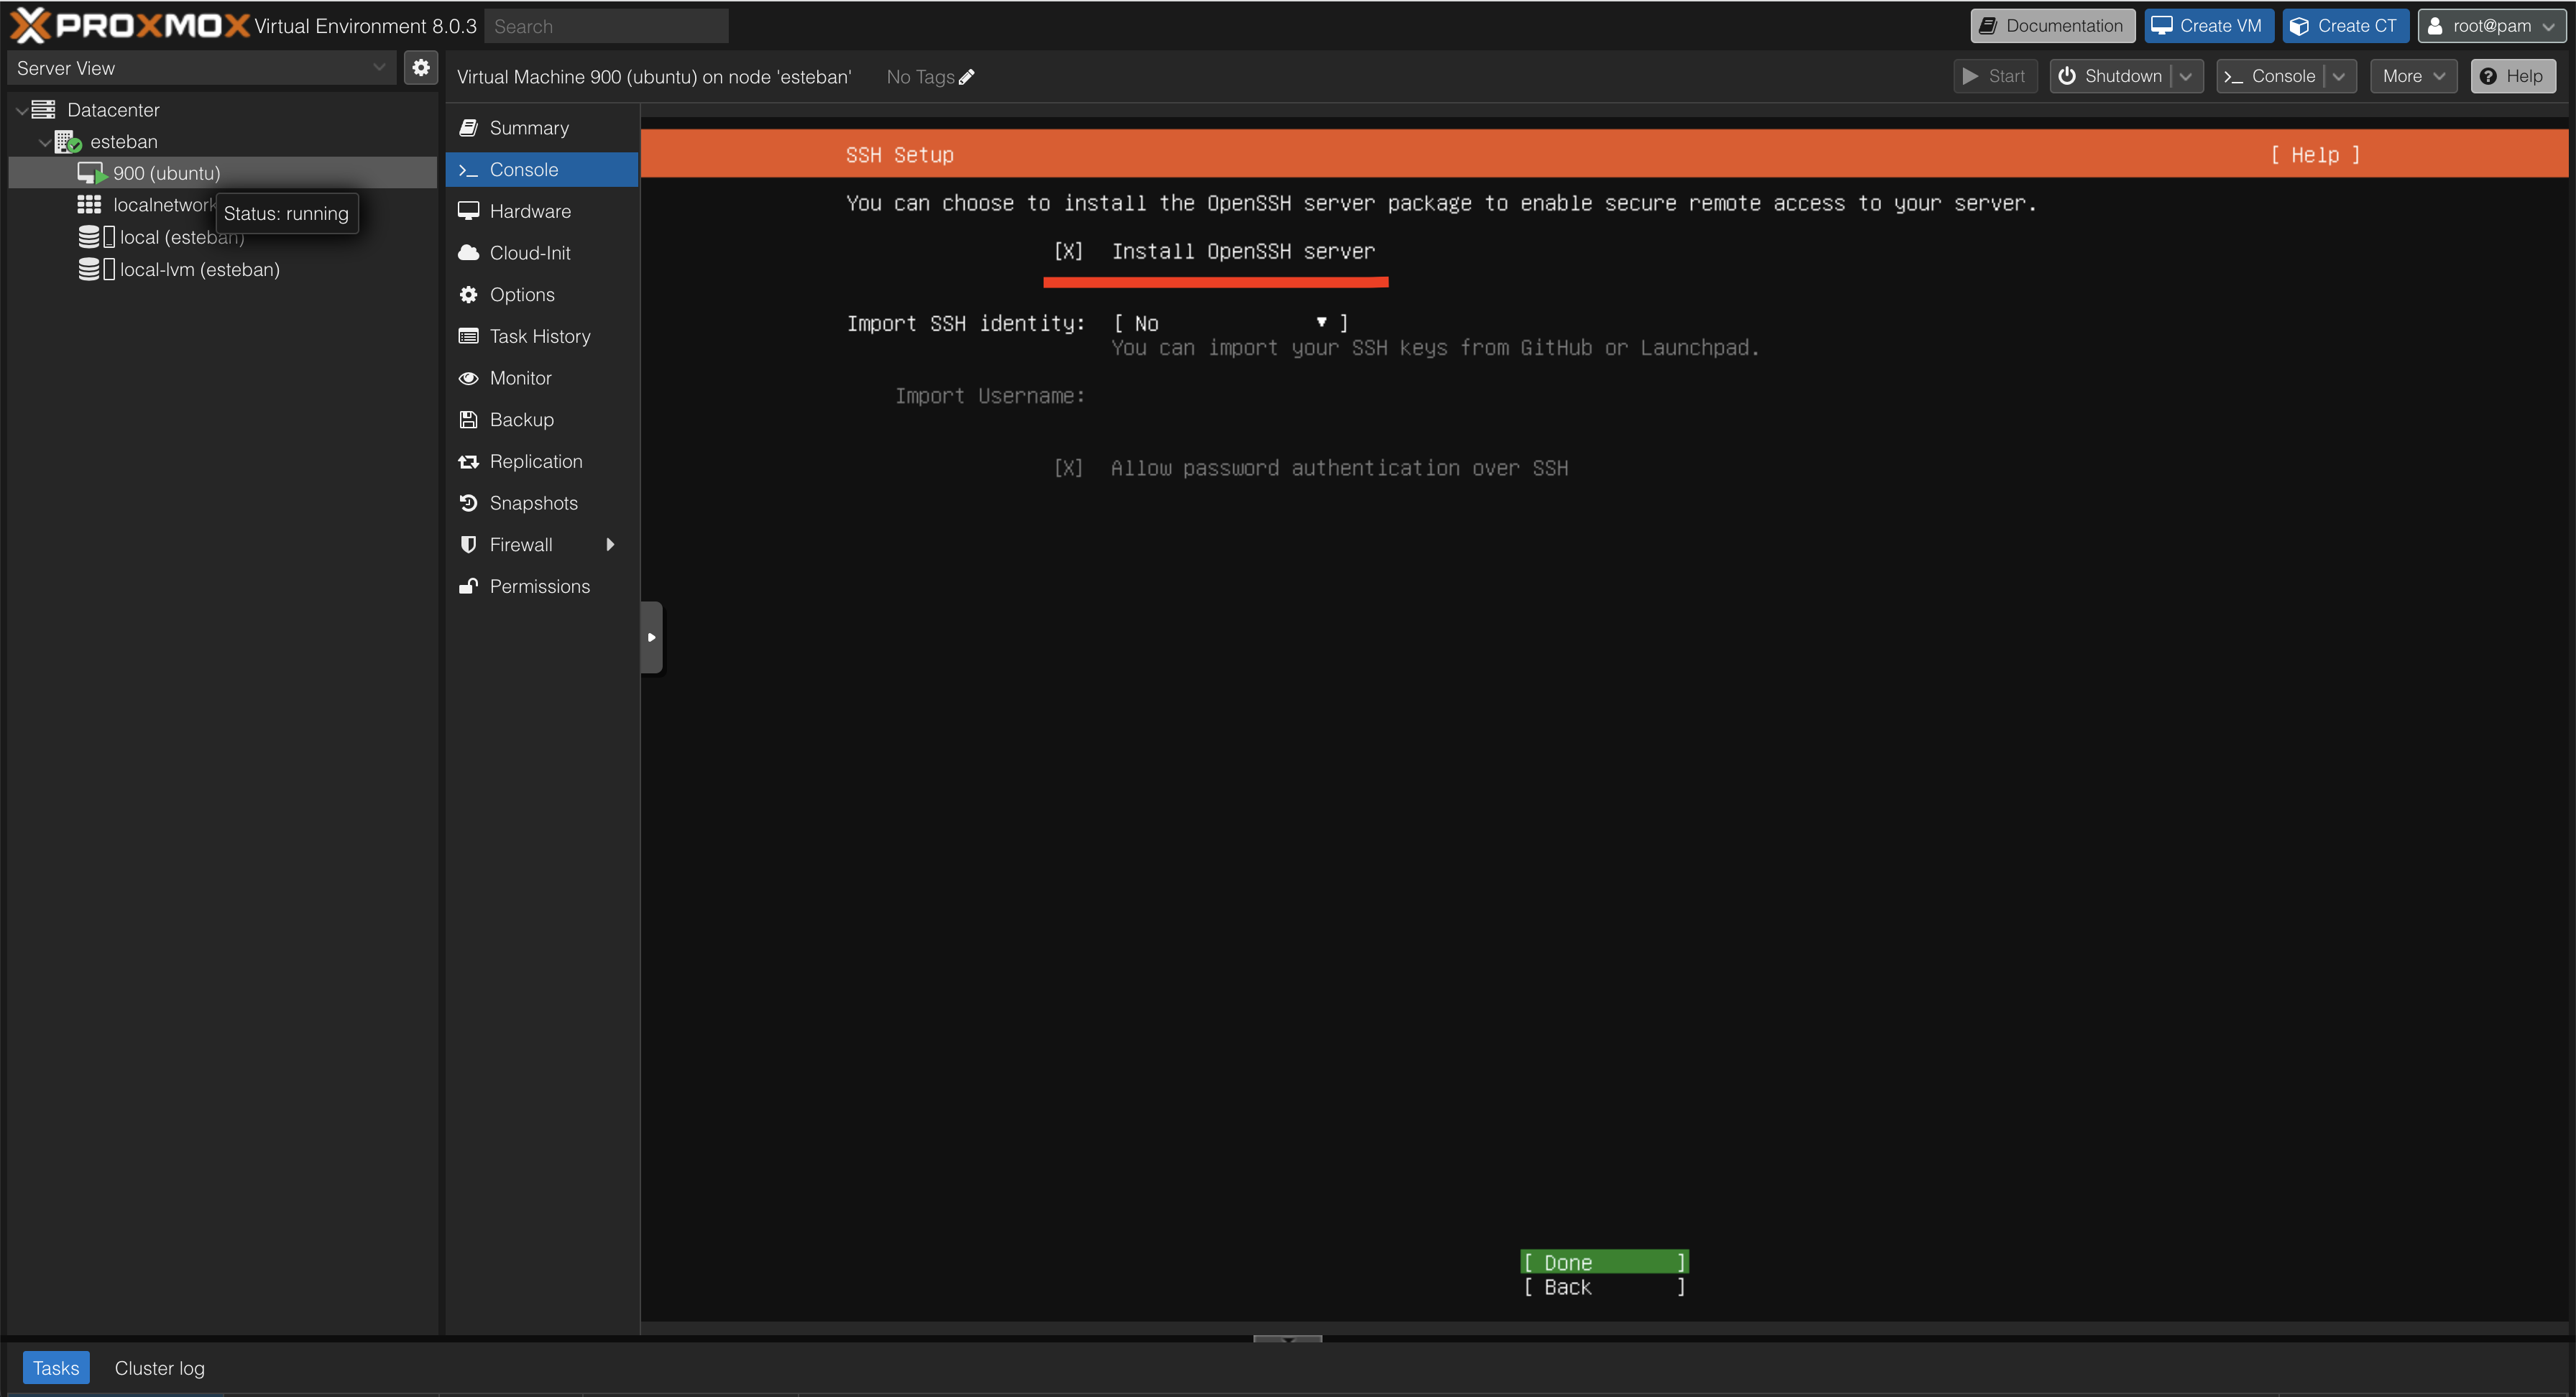 PROXMOX Virtual Environment 8.0.3 Search Documentation Create VM Create CT root@pam
Server View
Virtual Machine 900 (ubuntu) on node 'esteban' No Tags Start Shutdown Console More Help
Datacenter
esteban
900 (ubuntu)
localnetwork
Status: running
local (esteban)
local-lvm (esteban)
Summary
Console
Hardware
Cloud-Init
Options
Task History
Monitor
Backup
Replication
Snapshots
Firewall
Permissions
SSH Setup [ Help ]
You can choose to install the OpenSSH server package to enable secure remote access to your server.
[X] Install OpenSSH server
Import SSH identity: [ No ▾ ]
You can import your SSH keys from GitHub or Launchpad.
Import Username:
[X] Allow password authentication over SSH
[ Done ]
[ Back ]
Tasks Cluster log